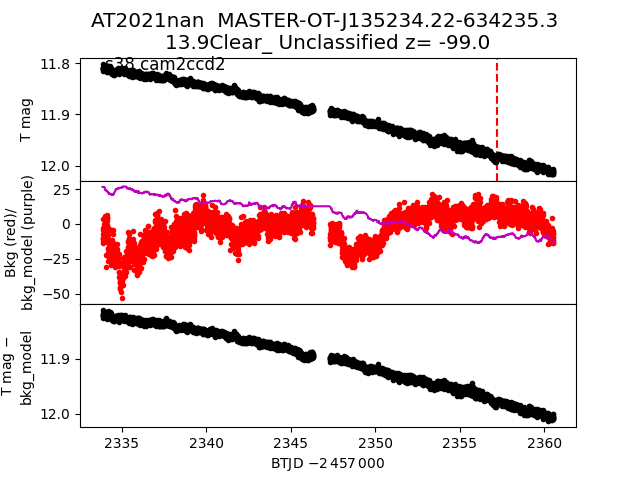 AT2021nan  MASTER-OT-J135234.22-634235.3
13.9Clear_ Unclassified z= -99.0
s38 cam2ccd2
11.8
11.9
12.0
T mag
25
0
−25
−50
Bkg (red)/
bkg_model (purple)
11.9
12.0
T mag −
bkg_model
2335
2340
2345
2350
2355
2360
BTJD −2 457 000